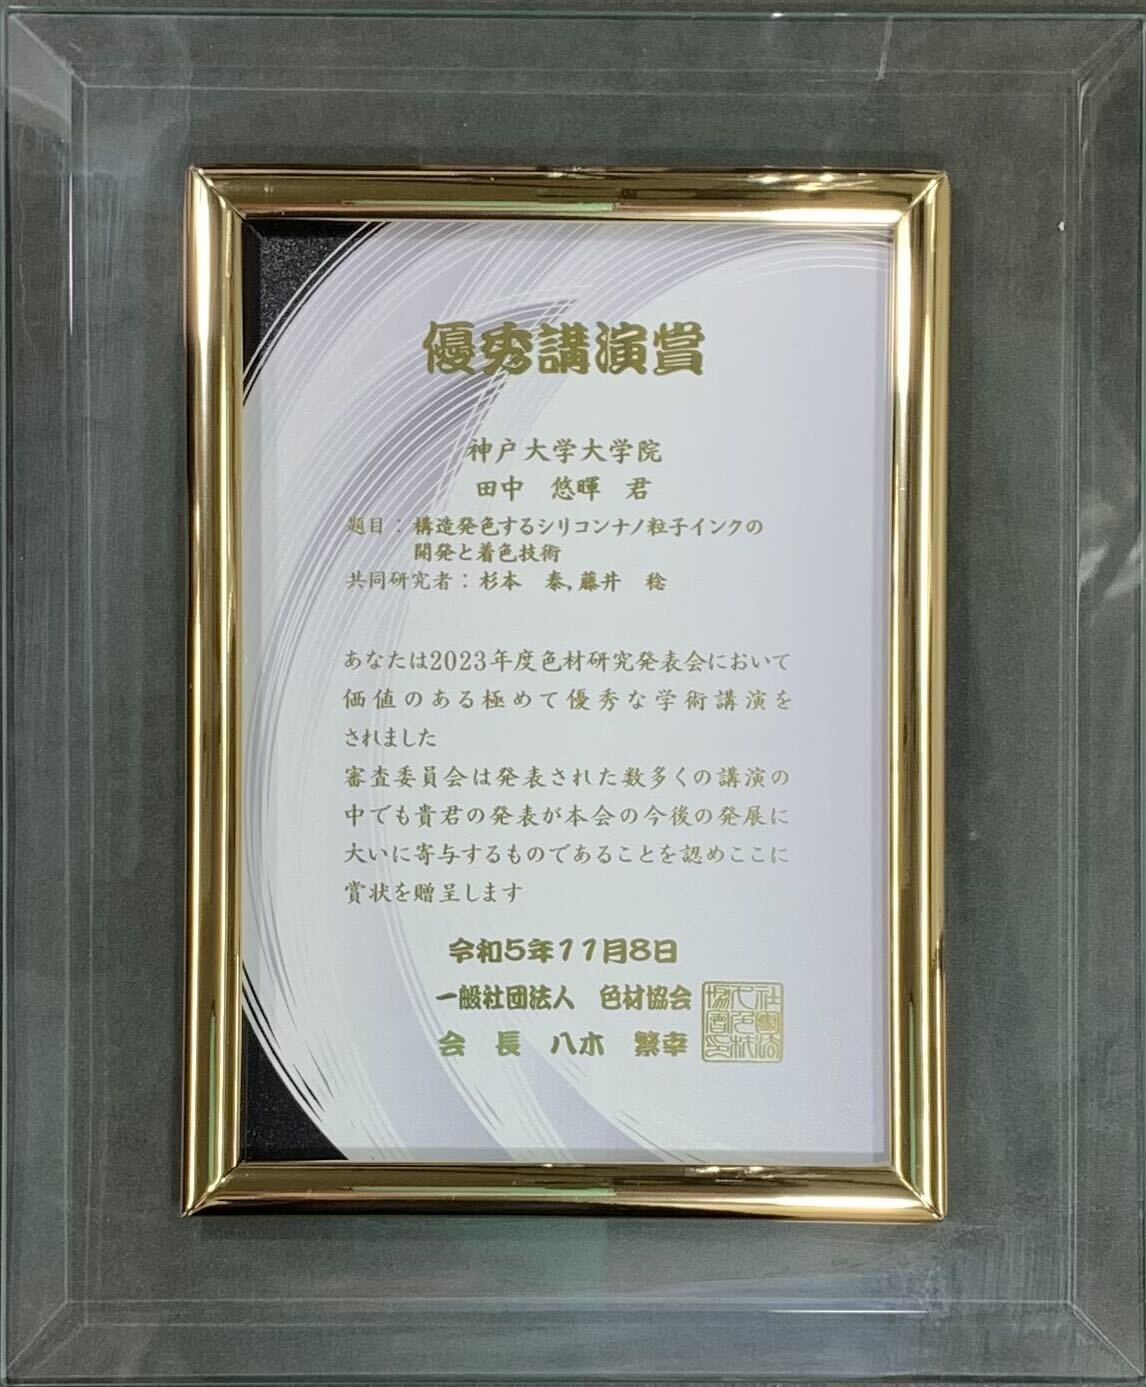 優秀講演賞
神戸大学大学院
田中 悠暉 君
題目：構造発色するシリコンナノ粒子インクの
開発と着色技術
共同研究者：杉本 泰,藤井 稔
あなたは2023年度色材研究発表会において
価値のある極めて優秀な学術講演を
されました
審査委員会は発表された数多くの講演の
中でも貴君の発表が本会の今後の発展に
大いに寄与するものであることを認めここに
賞状を贈呈します
令和5年11月8日
一般社団法人 色材協会
会 長 八木 繁幸